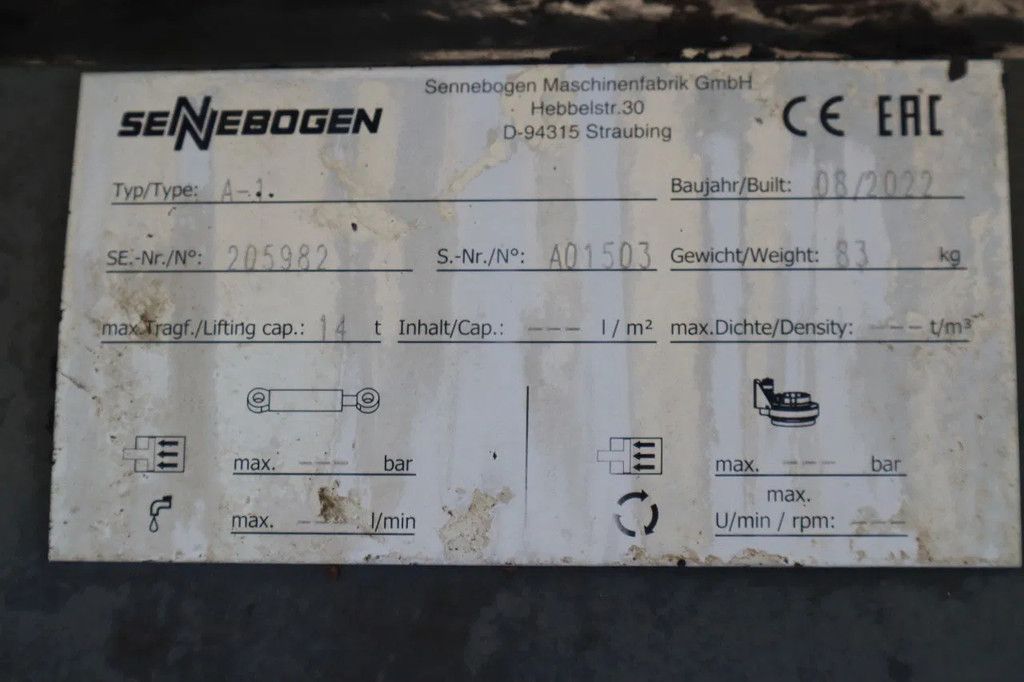 SENNEBOGEN
Sennebogen Maschinenfabrik GmbH
Hebbelstr.30
D-94315 Straubing
CE EAC
Typ/Type: A-1. Baujahr/Built: 08/2022
SE.-Nr./N°: 205982 S.-Nr./N°: A01503 Gewicht/Weight: 83 kg
max.Tragf./Lifting cap.: 14 t Inhalt/Cap.: --- l / m² max.Dichte/Density: --- t/m³
max. --- bar max. --- bar
max.
max. --- l/min U/min / rpm: ---